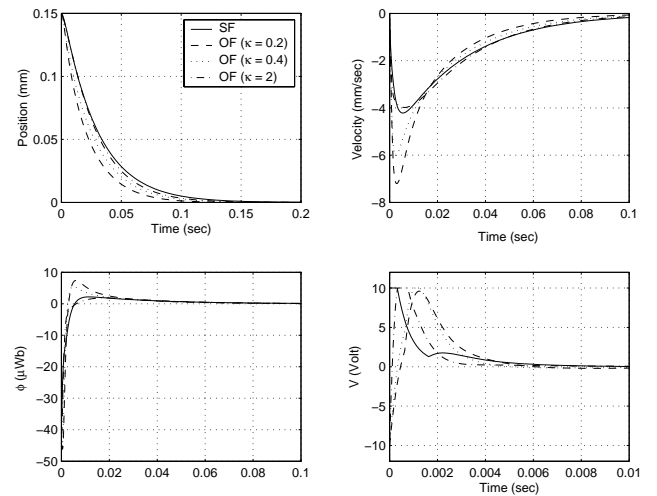 0.15
0.1
0.05
0
Position (mm)
0 0.05 0.1 0.15 0.2
Time (sec)
SF
OF (κ = 0.2)
OF (κ = 0.4)
OF (κ = 2)
0
−2
−4
−6
−8
Velocity (mm/sec)
0 0.02 0.04 0.06 0.08 0.1
Time (sec)
10
0
−10
−20
−30
−40
−50
ϕ (μWb)
0 0.02 0.04 0.06 0.08 0.1
10
5
0
−5
−10
V (Volt)
0 0.002 0.004 0.006 0.008 0.01
Time (sec)